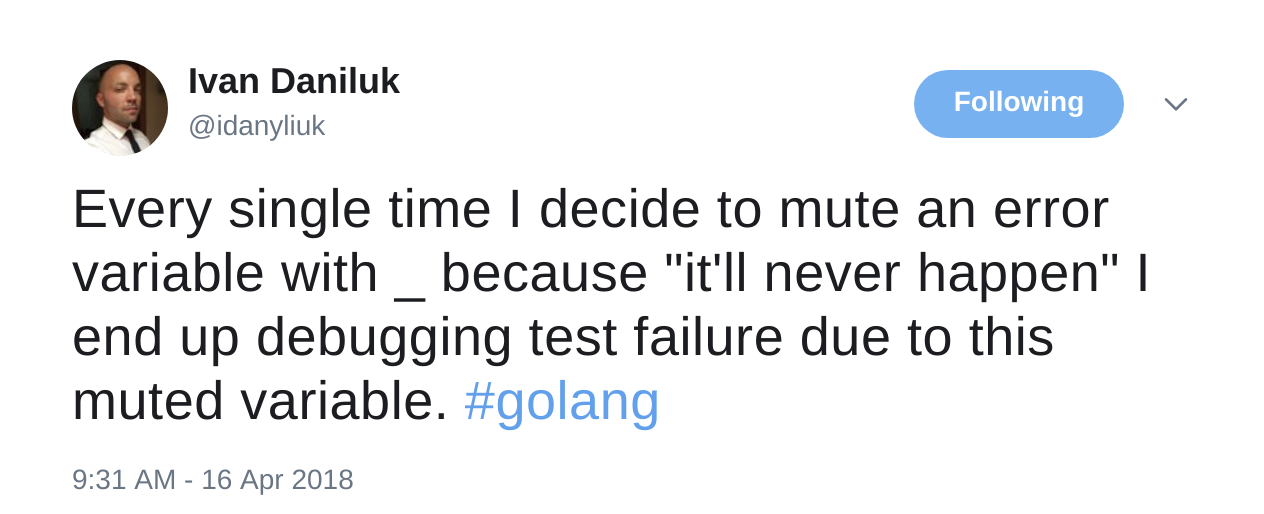 Ivan Daniluk
@idanyliuk
Following
Every single time I decide to mute an error
variable with _ because "it'll never happen" I
end up debugging test failure due to this
muted variable. #golang
9:31 AM - 16 Apr 2018